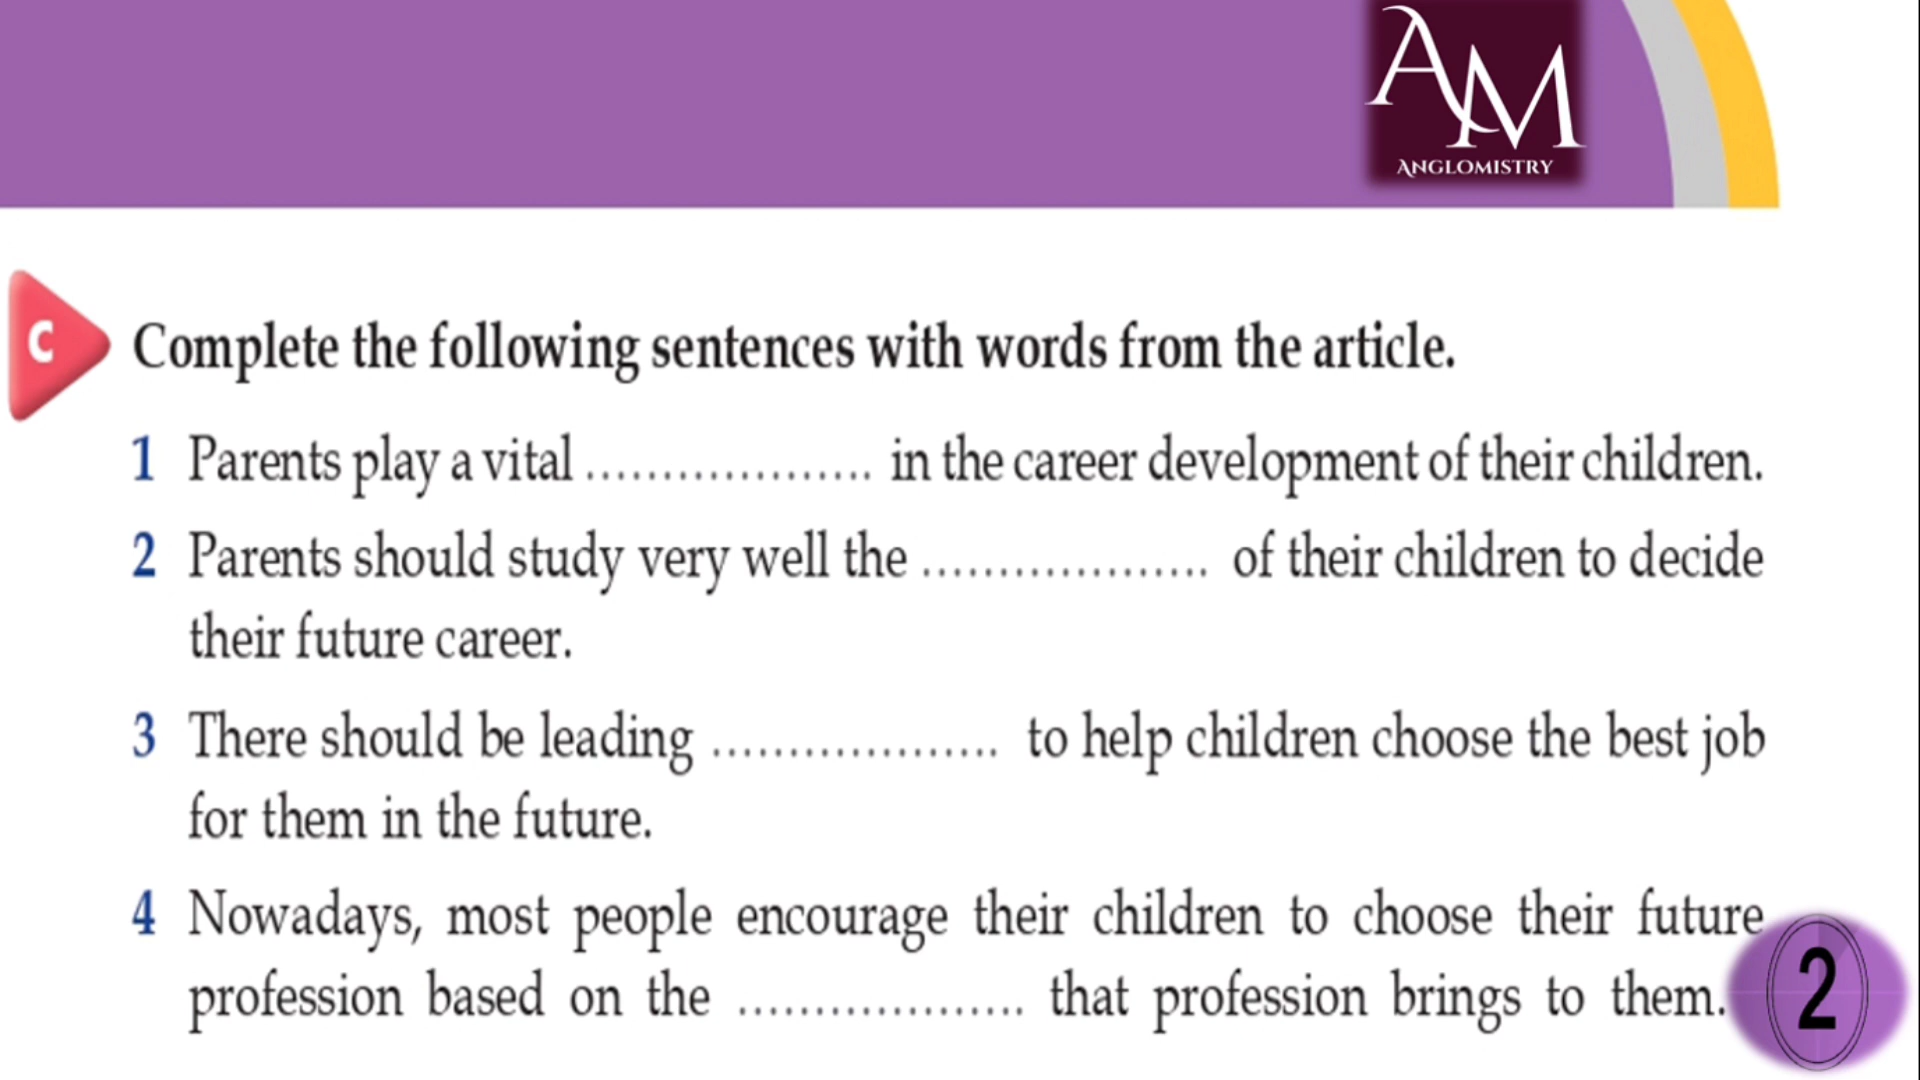 AM
ANGLOMISTRY
C Complete the following sentences with words from the article.
1 Parents play a vital ................... in the career development of their children.
2 Parents should study very well the ................... of their children to decide
their future career.
3 There should be leading ................... to help children choose the best job
for them in the future.
4 Nowadays, most people encourage their children to choose their future
profession based on the ................... that profession brings to them.
2